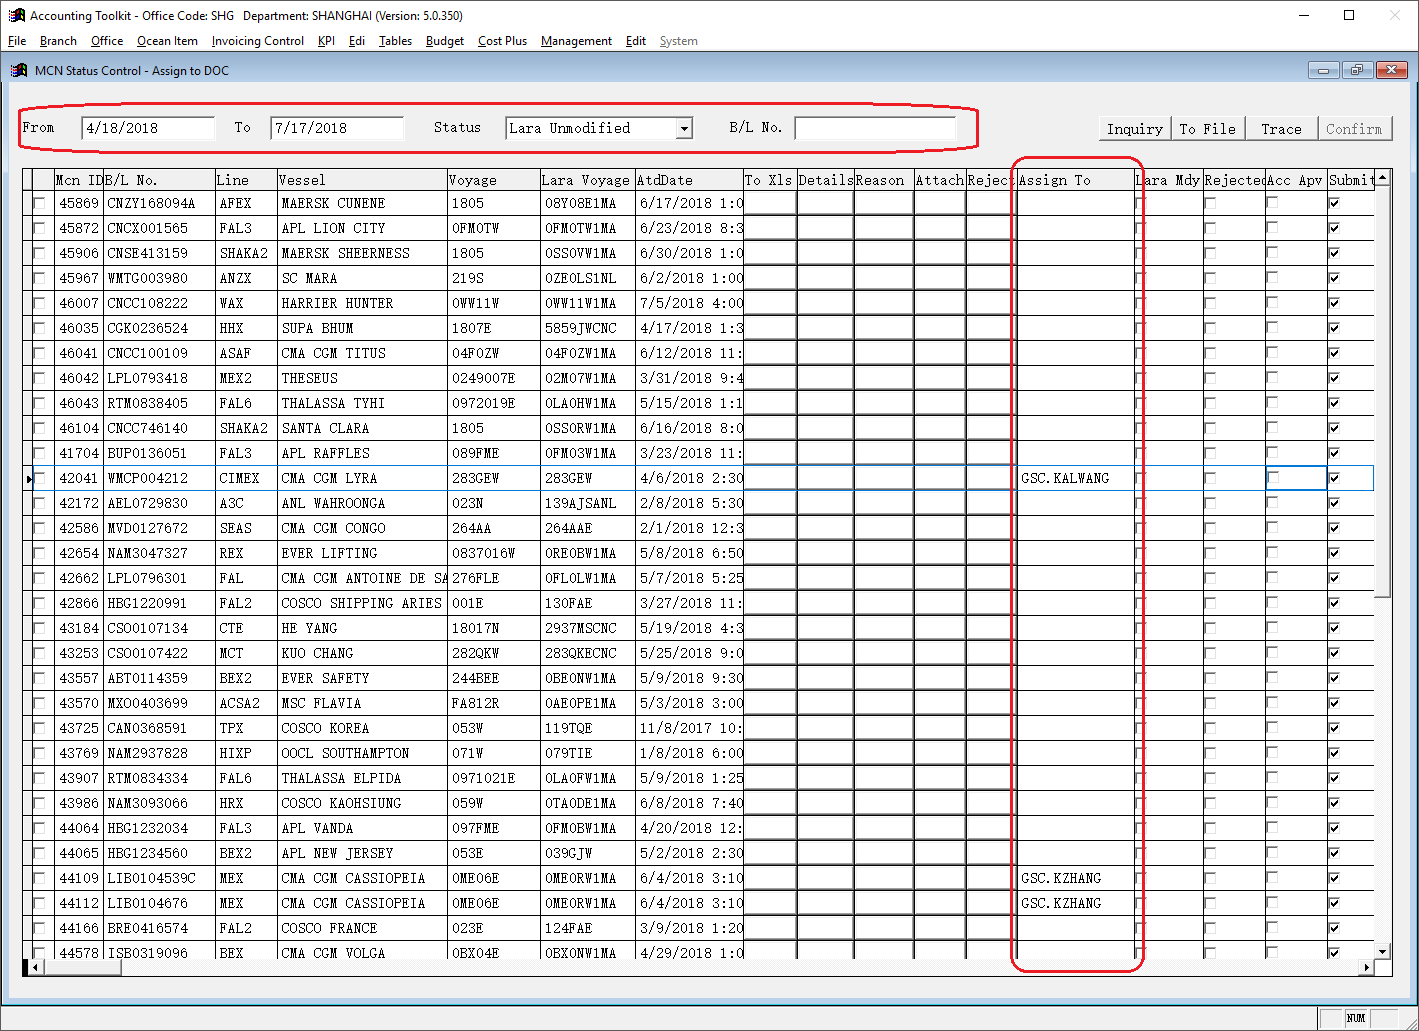 Accounting Toolkit - Office Code: SHG Department: SHANGHAI (Version: 5.0.350)
File Branch Office Ocean Item Invoicing Control KPI Edi Tables Budget Cost Plus Management Edit System
MCN Status Control - Assign to DOC
From 4/18/2018 To 7/17/2018 Status Lara Unmodified B/L No. Inquiry To File Trace Confirm
Mcn ID B/L No. Line Vessel Voyage Lara Voyage AtdDate To Xls Details Reason Attach Reject Assign To Lara Mdy Rejected Acc Apv Submit
45869 CNZY168094A AFEX MAERSK CUNENE 1805 08Y08E1MA 6/17/2018 1:0
45872 CNCX001565 FAL3 APL LION CITY 0FM0TW 0FM0TW1MA 6/23/2018 8:3
45906 CNSE413159 SHAKA2 MAERSK SHEERNESS 1805 0SS0VW1MA 6/30/2018 1:0
45967 WMTG003980 ANZX SC MARA 219S 0ZE0LS1NL 6/2/2018 1:00
46007 CNCC108222 WAX HARRIER HUNTER 0WW11W 0WW11W1MA 7/5/2018 4:00
46035 CGK0236524 HHX SUPA BHUM 1807E 5859JWCNC 4/17/2018 1:3
46041 CNCC100109 ASAF CMA CGM TITUS 04F0ZW 04F0ZW1MA 6/12/2018 11:
46042 LPL0793418 MEX2 THESEUS 0249007E 02M07W1MA 3/31/2018 9:4
46043 RTM0838405 FAL6 THALASSA TYHI 0972019E 0LA0HW1MA 5/15/2018 1:1
46104 CNCC746140 SHAKA2 SANTA CLARA 1805 0SS0RW1MA 6/16/2018 8:0
41704 BUP0136051 FAL3 APL RAFFLES 089FME 0FM03W1MA 3/23/2018 11:
42041 WMCP004212 CIMEX CMA CGM LYRA 283GEW 283GEW 4/6/2018 2:30 GSC.KALWANG
42172 AEL0729830 A3C ANL WAHROONGA 023N 139AJSANL 2/8/2018 5:30
42586 MVD0127672 SEAS CMA CGM CONGO 264AA 264AAE 2/1/2018 12:3
42654 NAM3047327 REX EVER LIFTING 0837016W 0RE0BW1MA 5/8/2018 6:50
42662 LPL0796301 FAL CMA CGM ANTOINE DE SA 276FLE 0FL0LW1MA 5/7/2018 5:25
42866 HBG1220991 FAL2 COSCO SHIPPING ARIES 001E 130FAE 3/27/2018 11:
43184 CSO0107134 CTE HE YANG 18017N 2937MSCNC 5/19/2018 4:3
43253 CSO0107422 MCT KUO CHANG 282QKW 283QKECNC 5/25/2018 9:0
43557 ABT0114359 BEX2 EVER SAFETY 244BEE 0BE0NW1MA 5/9/2018 9:30
43570 MXO0403699 ACSA2 MSC FLAVIA FA812R 0AE0PE1MA 5/3/2018 3:00
43725 CAN0368591 TPX COSCO KOREA 053W 119TQE 11/8/2017 10:
43769 NAM2937828 HIXP OOCL SOUTHAMPTON 071W 079TIE 1/8/2018 6:00
43907 RTM0834334 FAL6 THALASSA ELPIDA 0971021E 0LA0FW1MA 5/9/2018 1:25
43986 NAM3093066 HRX COSCO KAOHSIUNG 059W 0TA0DE1MA 6/8/2018 7:40
44064 HBG1232034 FAL3 APL VANDA 097FME 0FM0BW1MA 4/20/2018 12:
44065 HBG1234560 BEX2 APL NEW JERSEY 053E 039GJW 5/2/2018 2:30
44109 LIB0104539C MEX CMA CGM CASSIOPEIA 0ME06E 0ME0RW1MA 6/4/2018 3:10 GSC.KZHANG
44112 LIB0104676 MEX CMA CGM CASSIOPEIA 0ME06E 0ME0RW1MA 6/4/2018 3:10 GSC.KZHANG
44166 BRE0416574 FAL2 COSCO FRANCE 023E 124FAE 3/9/2018 1:20
44578 ISB0319096 BEX CMA CGM VOLGA 0BX04E 0BX0NW1MA 4/29/2018 1:0
NUM